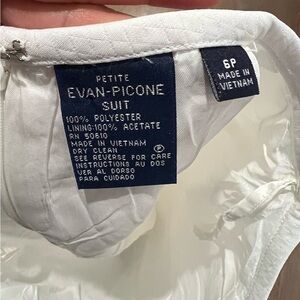 PETITE
EVAN-PICONE
SUIT
100% POLYESTER
LINING:100% ACETATE
RN 50610
MADE IN VIETNAM
DRY CLEAN P
SEE REVERSE FOR CARE
INSTRUCTIONS AU DOS
VER AL DORSO
PARA CUIDADO
6P
MADE IN
VIETNAM